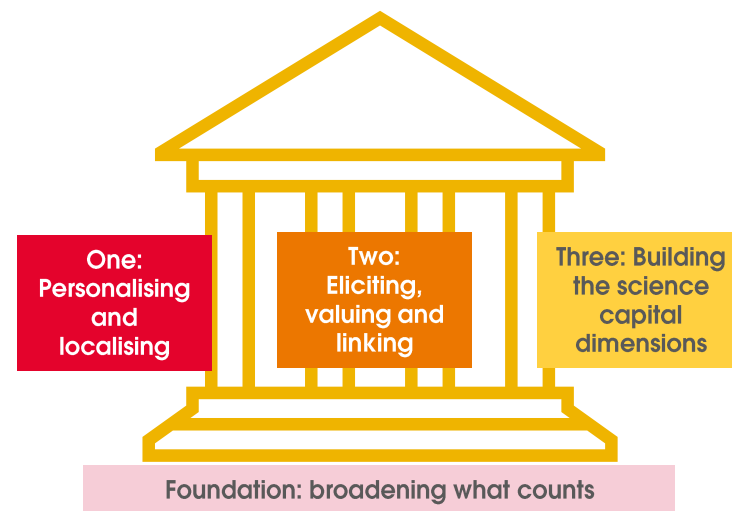 One:
Personalising
and
localising
Two:
Eliciting,
valuing and
linking
Three: Building
the science
capital
dimensions
Foundation: broadening what counts